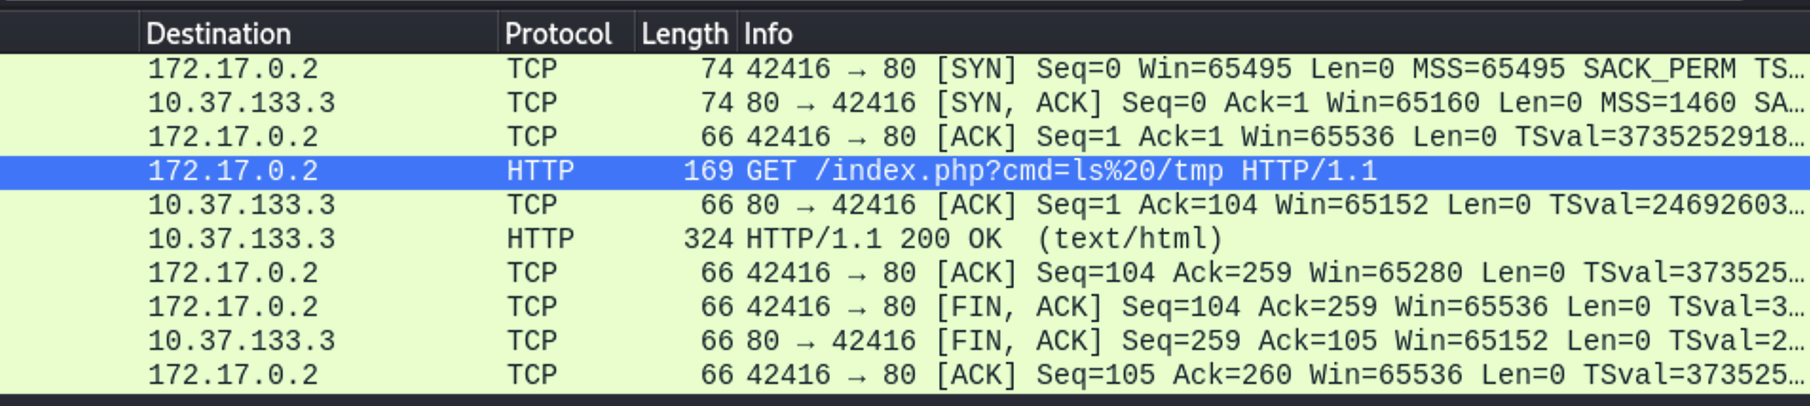 Destination Protocol Length Info
172.17.0.2 TCP 74 42416 → 80 [SYN] Seq=0 Win=65495 Len=0 MSS=65495 SACK_PERM TS…
10.37.133.3 TCP 74 80 → 42416 [SYN, ACK] Seq=0 Ack=1 Win=65160 Len=0 MSS=1460 SA…
172.17.0.2 TCP 66 42416 → 80 [ACK] Seq=1 Ack=1 Win=65536 Len=0 TSval=3735252918…
172.17.0.2 HTTP 169 GET /index.php?cmd=ls%20/tmp HTTP/1.1
10.37.133.3 TCP 66 80 → 42416 [ACK] Seq=1 Ack=104 Win=65152 Len=0 TSval=24692603…
10.37.133.3 HTTP 324 HTTP/1.1 200 OK  (text/html)
172.17.0.2 TCP 66 42416 → 80 [ACK] Seq=104 Ack=259 Win=65280 Len=0 TSval=373525…
172.17.0.2 TCP 66 42416 → 80 [FIN, ACK] Seq=104 Ack=259 Win=65536 Len=0 TSval=3…
10.37.133.3 TCP 66 80 → 42416 [FIN, ACK] Seq=259 Ack=105 Win=65152 Len=0 TSval=2…
172.17.0.2 TCP 66 42416 → 80 [ACK] Seq=105 Ack=260 Win=65536 Len=0 TSval=373525…